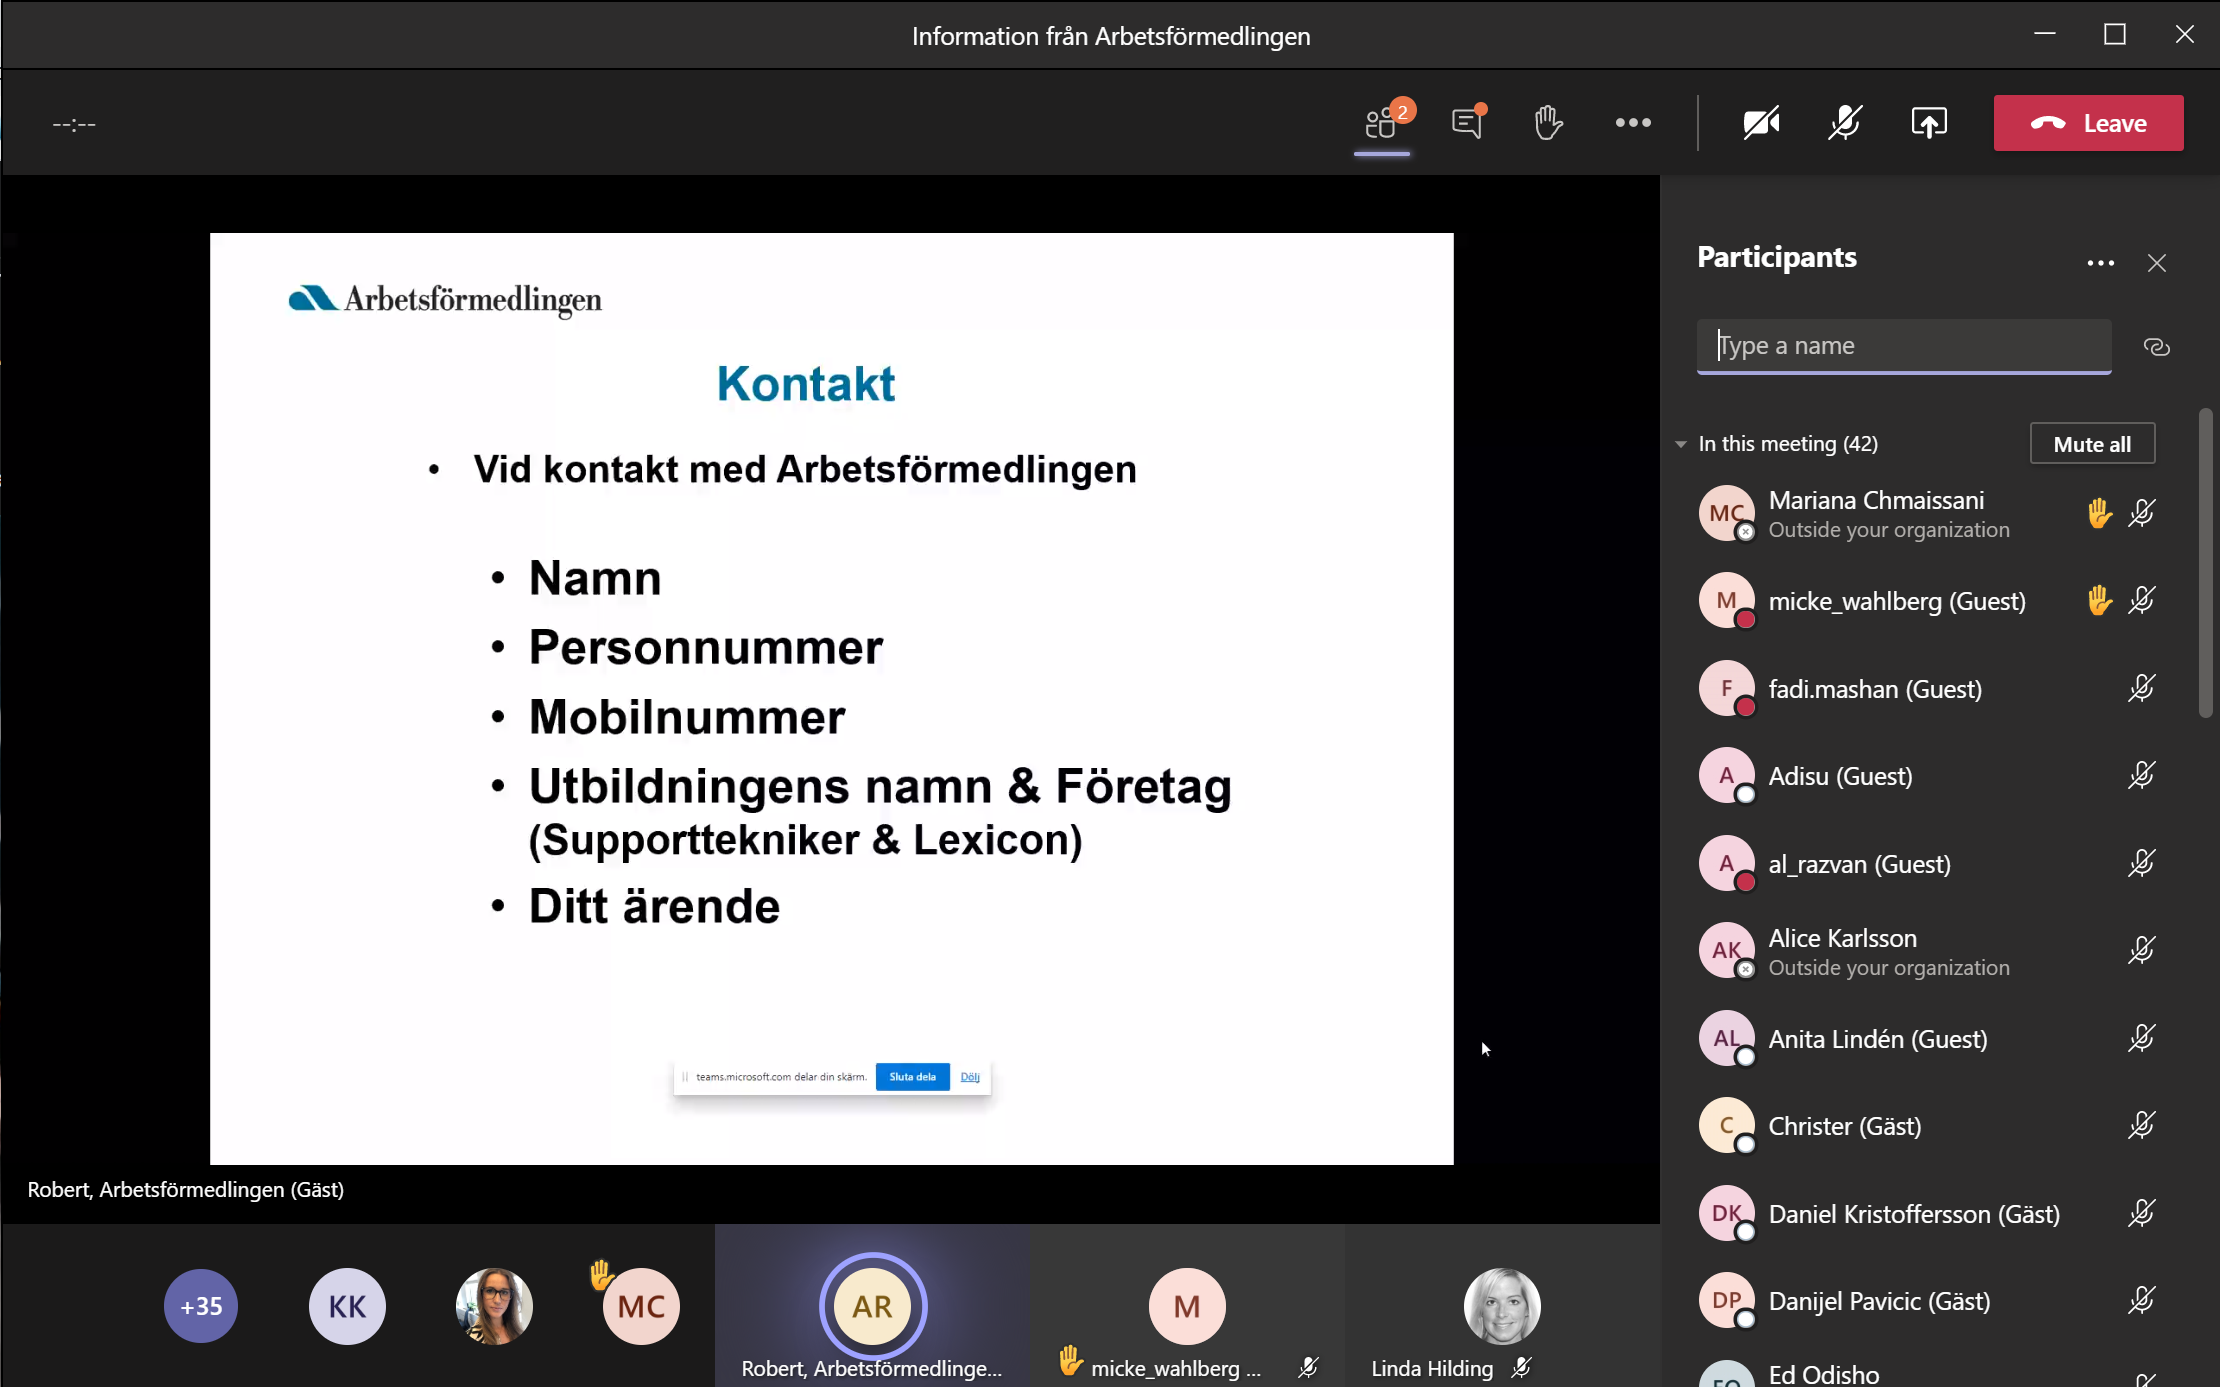 Information från Arbetsförmedlingen
--:--
2
Leave
Arbetsförmedlingen
Kontakt
• Vid kontakt med Arbetsförmedlingen
• Namn
• Personnummer
• Mobilnummer
• Utbildningens namn & Företag
(Supporttekniker & Lexicon)
• Ditt ärende
teams.microsoft.com delar din skärm. Sluta dela Dölj
Robert, Arbetsförmedlingen (Gäst)
+35
KK
MC
AR
Robert, Arbetsförmedlinge...
M
micke_wahlberg ...
Linda Hilding
Participants
Type a name
In this meeting (42)
Mute all
MC
Mariana Chmaissani
Outside your organization
M
micke_wahlberg (Guest)
F
fadi.mashan (Guest)
A
Adisu (Guest)
A
al_razvan (Guest)
AK
Alice Karlsson
Outside your organization
AL
Anita Lindén (Guest)
C
Christer (Gäst)
DK
Daniel Kristoffersson (Gäst)
DP
Danijel Pavicic (Gäst)
EO
Ed Odisho